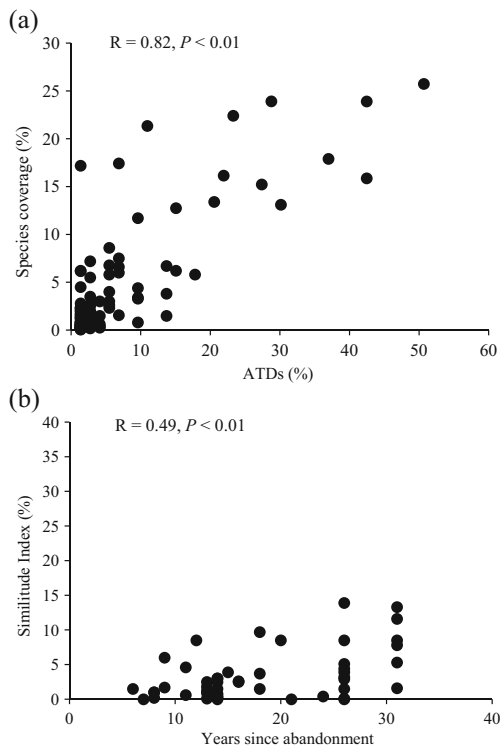 (a)
R = 0.82, P < 0.01
30
25
20
15
10
5
0
Species coverage (%)
0 10 20 30 40 50 60
ATDs (%)
(b)
R = 0.49, P < 0.01
40
35
30
25
20
15
10
5
0
Similitude Index (%)
0 10 20 30 40
Years since abandonment